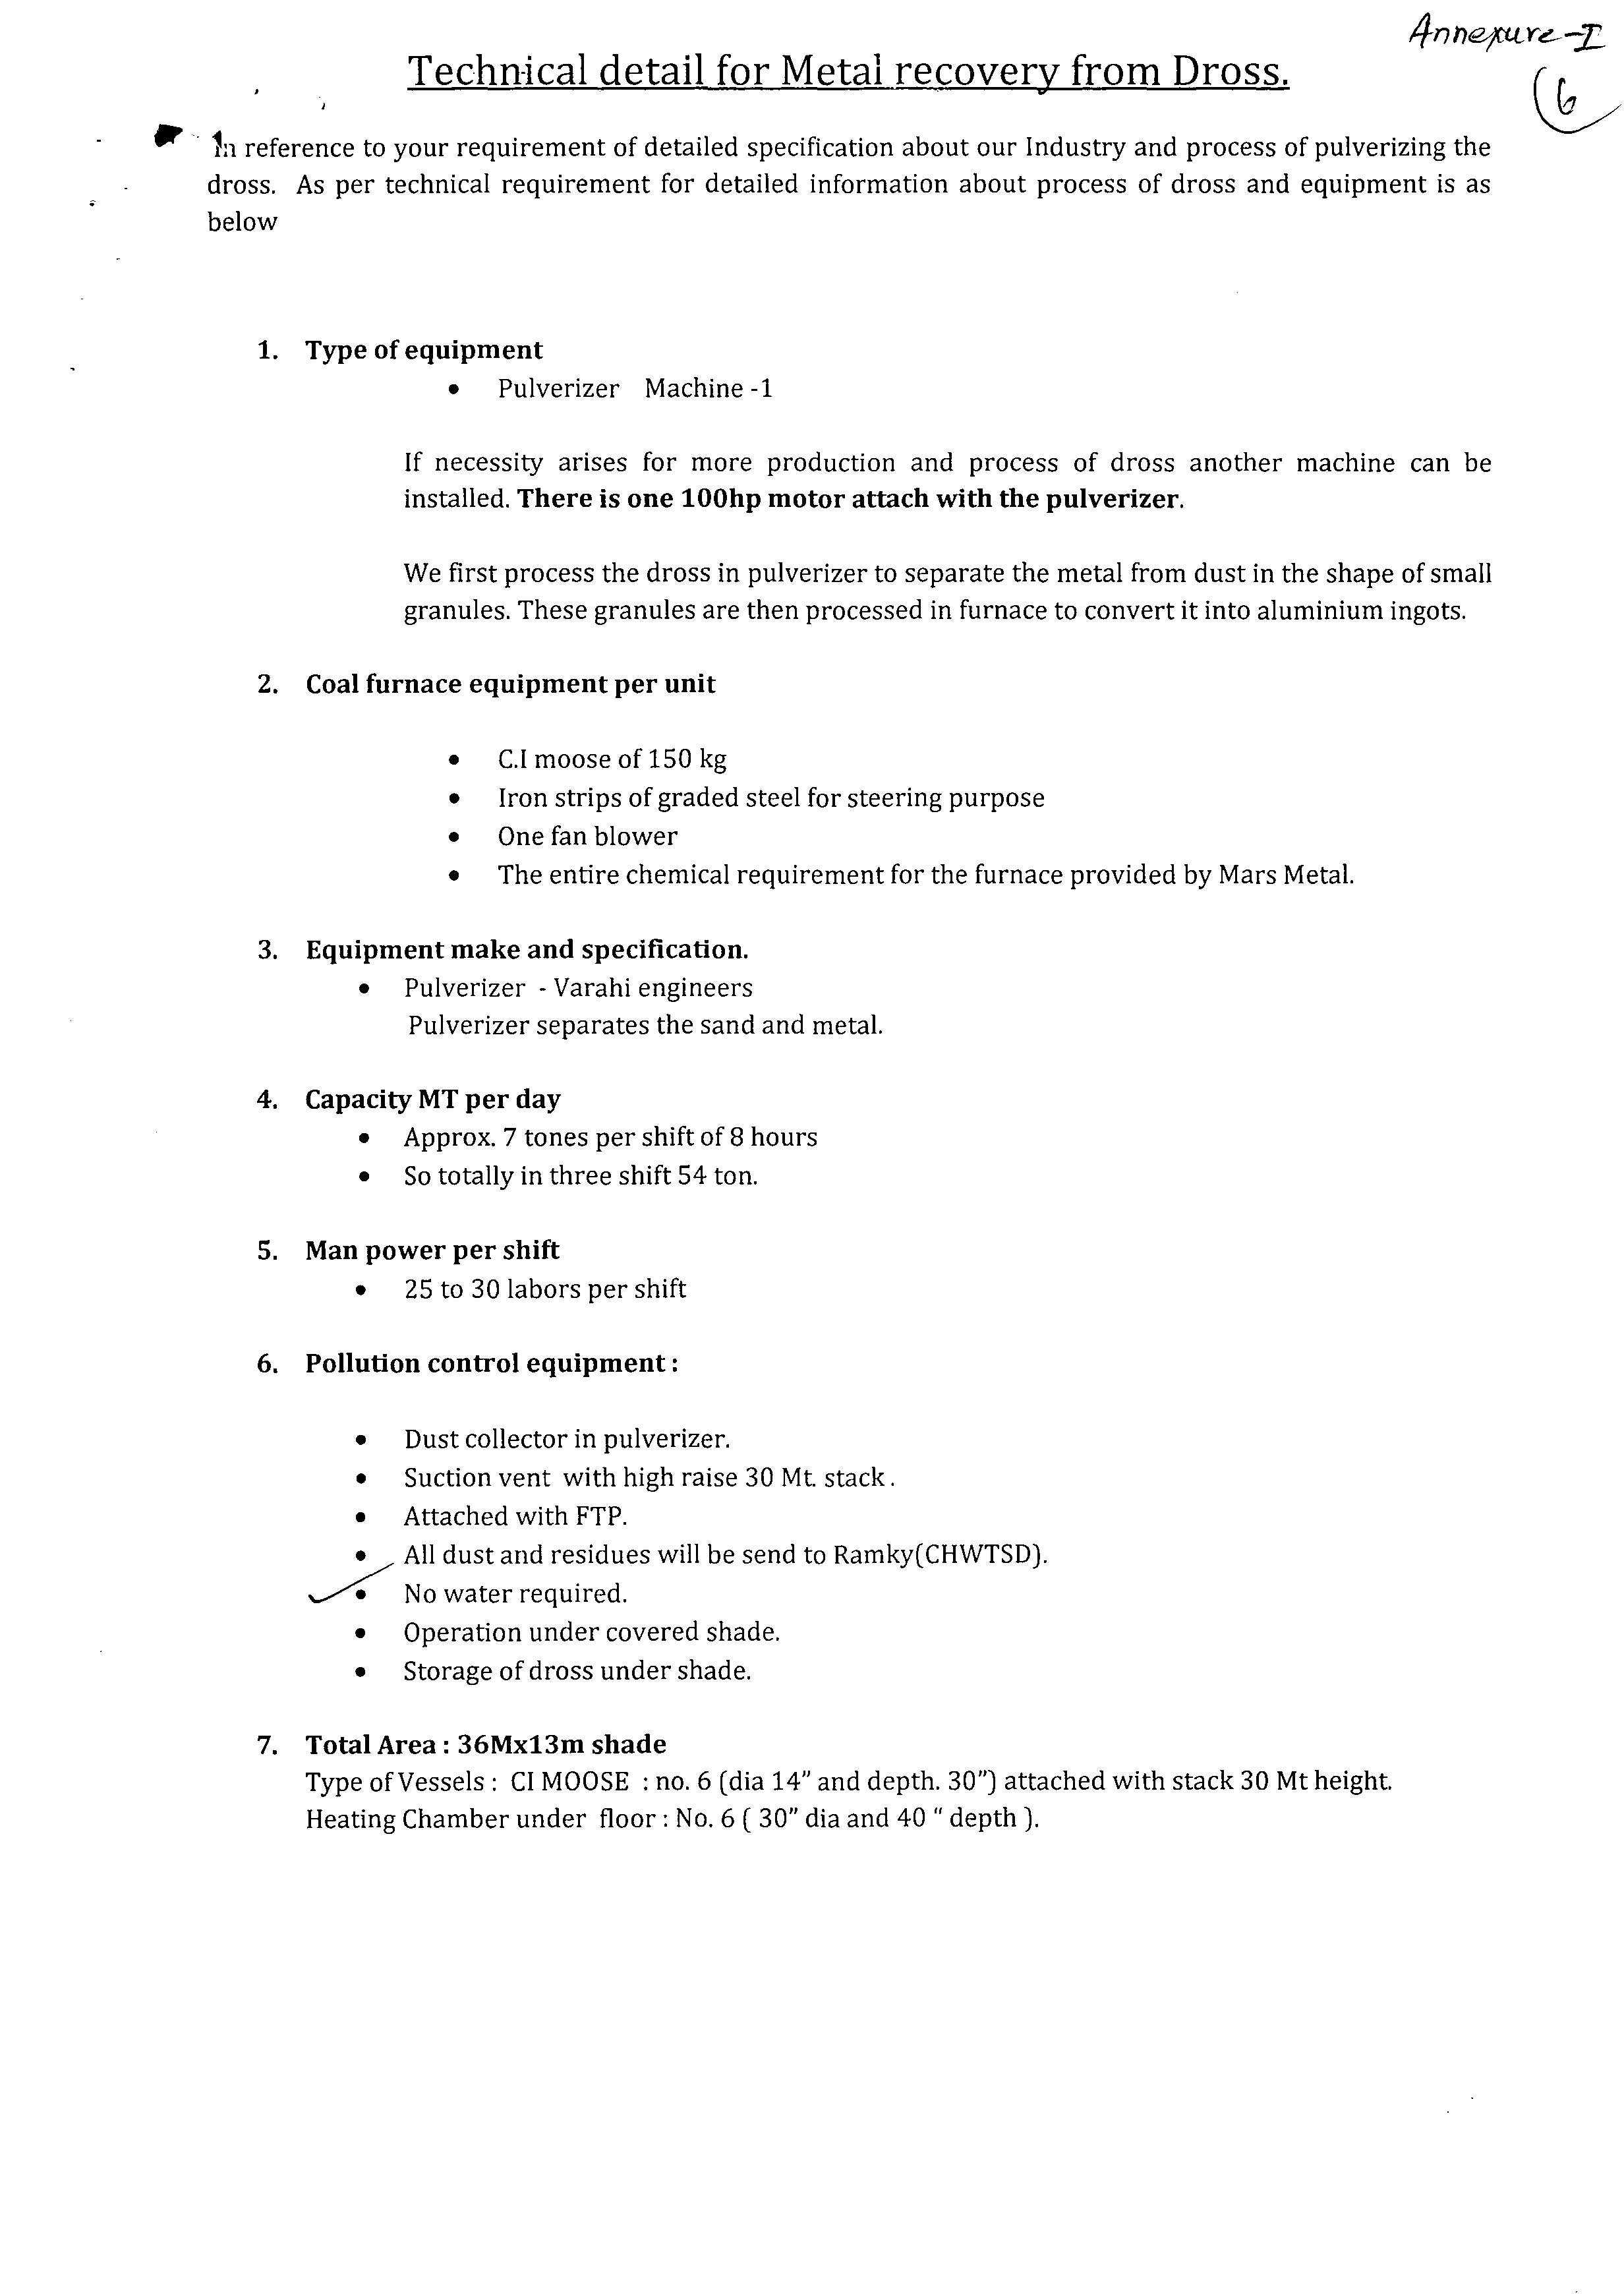 Annexure-I
6
Technical detail for Metal recovery from Dross.
In reference to your requirement of detailed specification about our Industry and process of pulverizing the
dross. As per technical requirement for detailed information about process of dross and equipment is as
below
1. Type of equipment
• Pulverizer Machine -1
If necessity arises for more production and process of dross another machine can be
installed. There is one 100hp motor attach with the pulverizer.
We first process the dross in pulverizer to separate the metal from dust in the shape of small
granules. These granules are then processed in furnace to convert it into aluminium ingots.
2. Coal furnace equipment per unit
• C.I moose of 150 kg
• Iron strips of graded steel for steering purpose
• One fan blower
• The entire chemical requirement for the furnace provided by Mars Metal.
3. Equipment make and specification.
• Pulverizer - Varahi engineers
Pulverizer separates the sand and metal.
4. Capacity MT per day
• Approx. 7 tones per shift of 8 hours
• So totally in three shift 54 ton.
5. Man power per shift
• 25 to 30 labors per shift
6. Pollution control equipment :
• Dust collector in pulverizer.
• Suction vent with high raise 30 Mt. stack .
• Attached with FTP.
• All dust and residues will be send to Ramky(CHWTSD).
• No water required.
• Operation under covered shade.
• Storage of dross under shade.
7. Total Area : 36Mx13m shade
Type of Vessels : CI MOOSE : no. 6 (dia 14” and depth. 30”) attached with stack 30 Mt height.
Heating Chamber under floor : No. 6 ( 30” dia and 40 “ depth ).